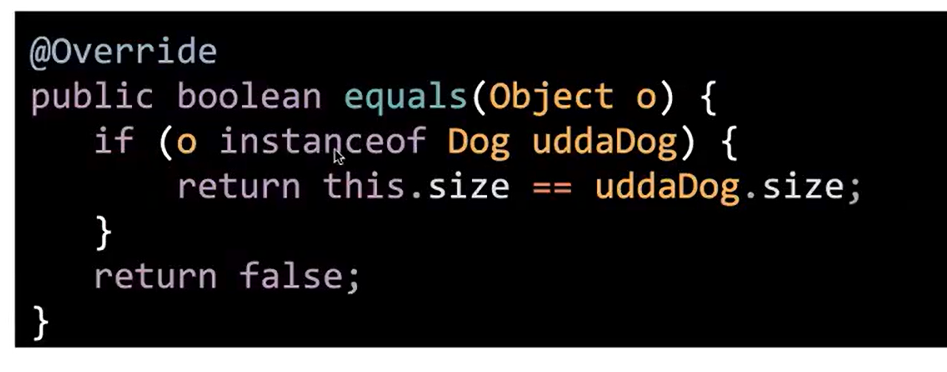 @Override
public boolean equals(Object o) {
if (o instanceof Dog uddaDog) {
return this.size == uddaDog.size;
}
return false;
}